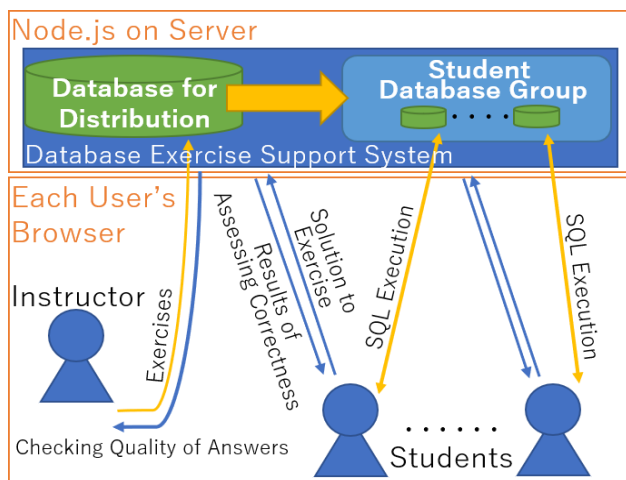 Node.js on Server
Database for
Distribution
Student
Database Group
Database Exercise Support System
Each User's
Browser
Instructor
Exercises
Checking Quality of Answers
Results of
Assessing Correctness
Solution to
Exercise
SQL Execution
SQL Execution
Students